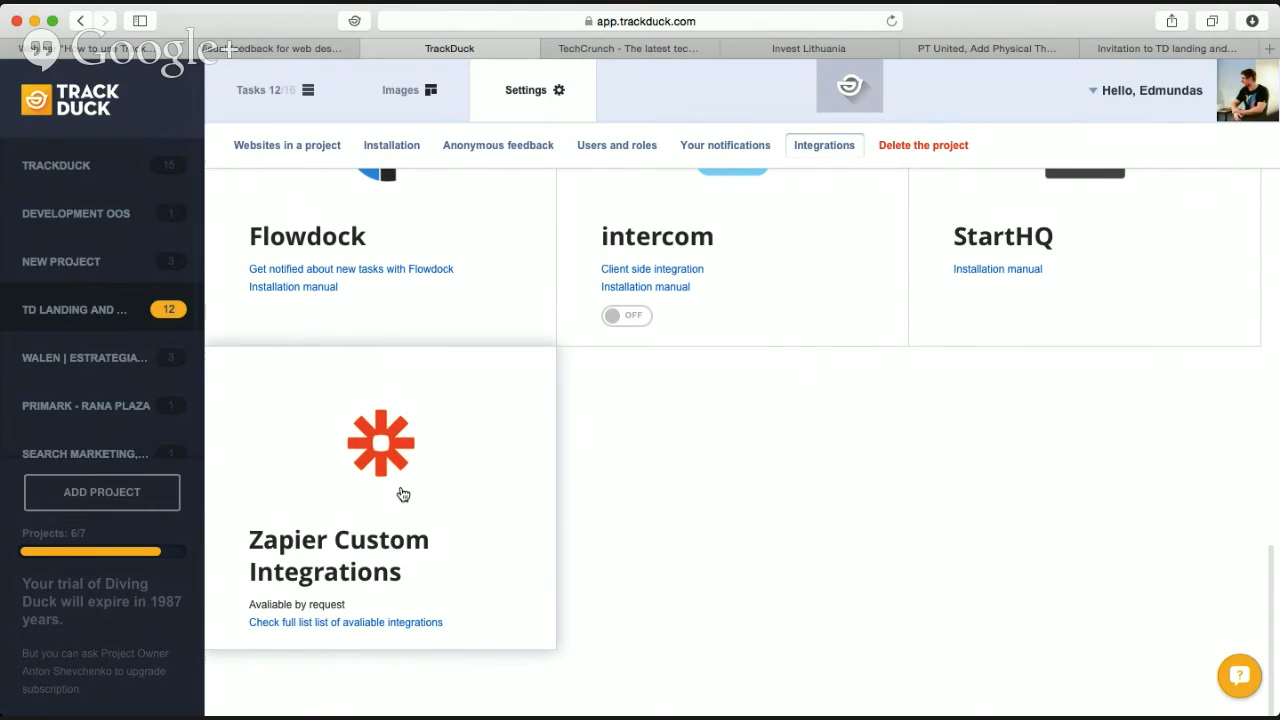 app.trackduck.com
Google+
TrackDuck
TechCrunch - The latest tec...
Invest Lithuania
PT United, Add Physical Th...
Invitation to TD landing and...
TRACK
DUCK
Tasks 12/16
Images
Settings
Hello, Edmundas
Websites in a project
Installation
Anonymous feedback
Users and roles
Your notifications
Integrations
Delete the project
TRACKDUCK 15
DEVELOPMENT OOS 1
NEW PROJECT 3
TD LANDING AND ... 12
WALEN | ESTRATEGIA... 3
PRIMARK - RANA PLAZA 1
SEARCH MARKETING,... 1
ADD PROJECT
Projects: 6/7
Your trial of Diving
Duck will expire in 1987
years.
But you can ask Project Owner
Anton Shevchenko to upgrade
subscription
Flowdock
Get notified about new tasks with Flowdock
Installation manual
intercom
Client side integration
Installation manual
OFF
StartHQ
Installation manual
Zapier Custom
Integrations
Avaliable by request
Check full list list of avaliable integrations